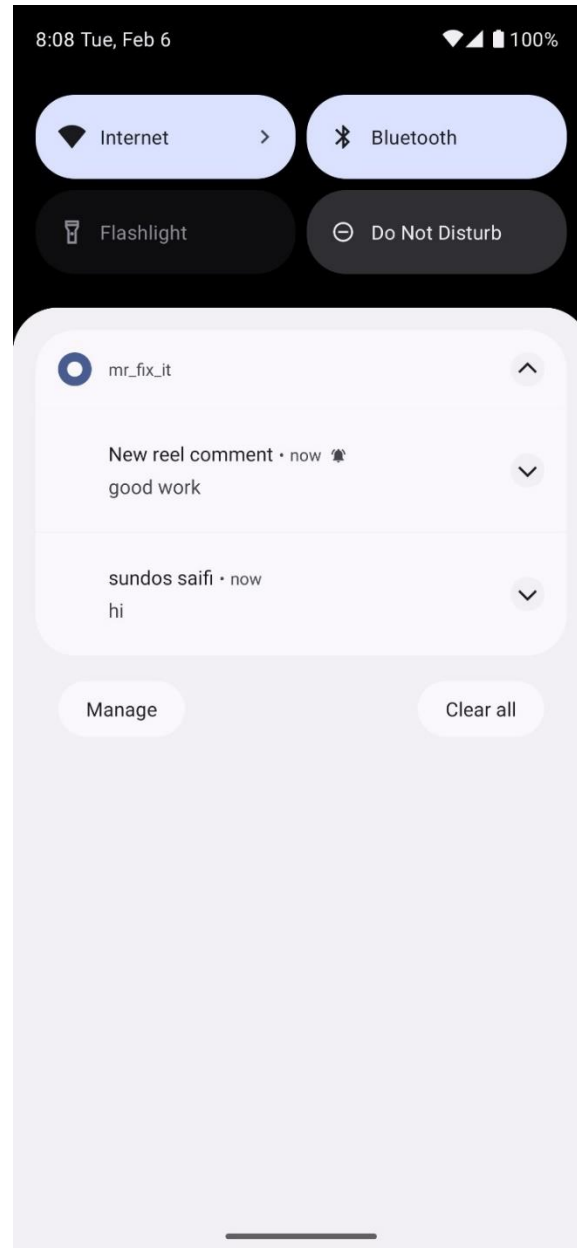 8:08 Tue, Feb 6 100%
Internet Bluetooth
Flashlight Do Not Disturb
mr_fix_it
New reel comment • now
good work
sundos saifi • now
hi
Manage Clear all